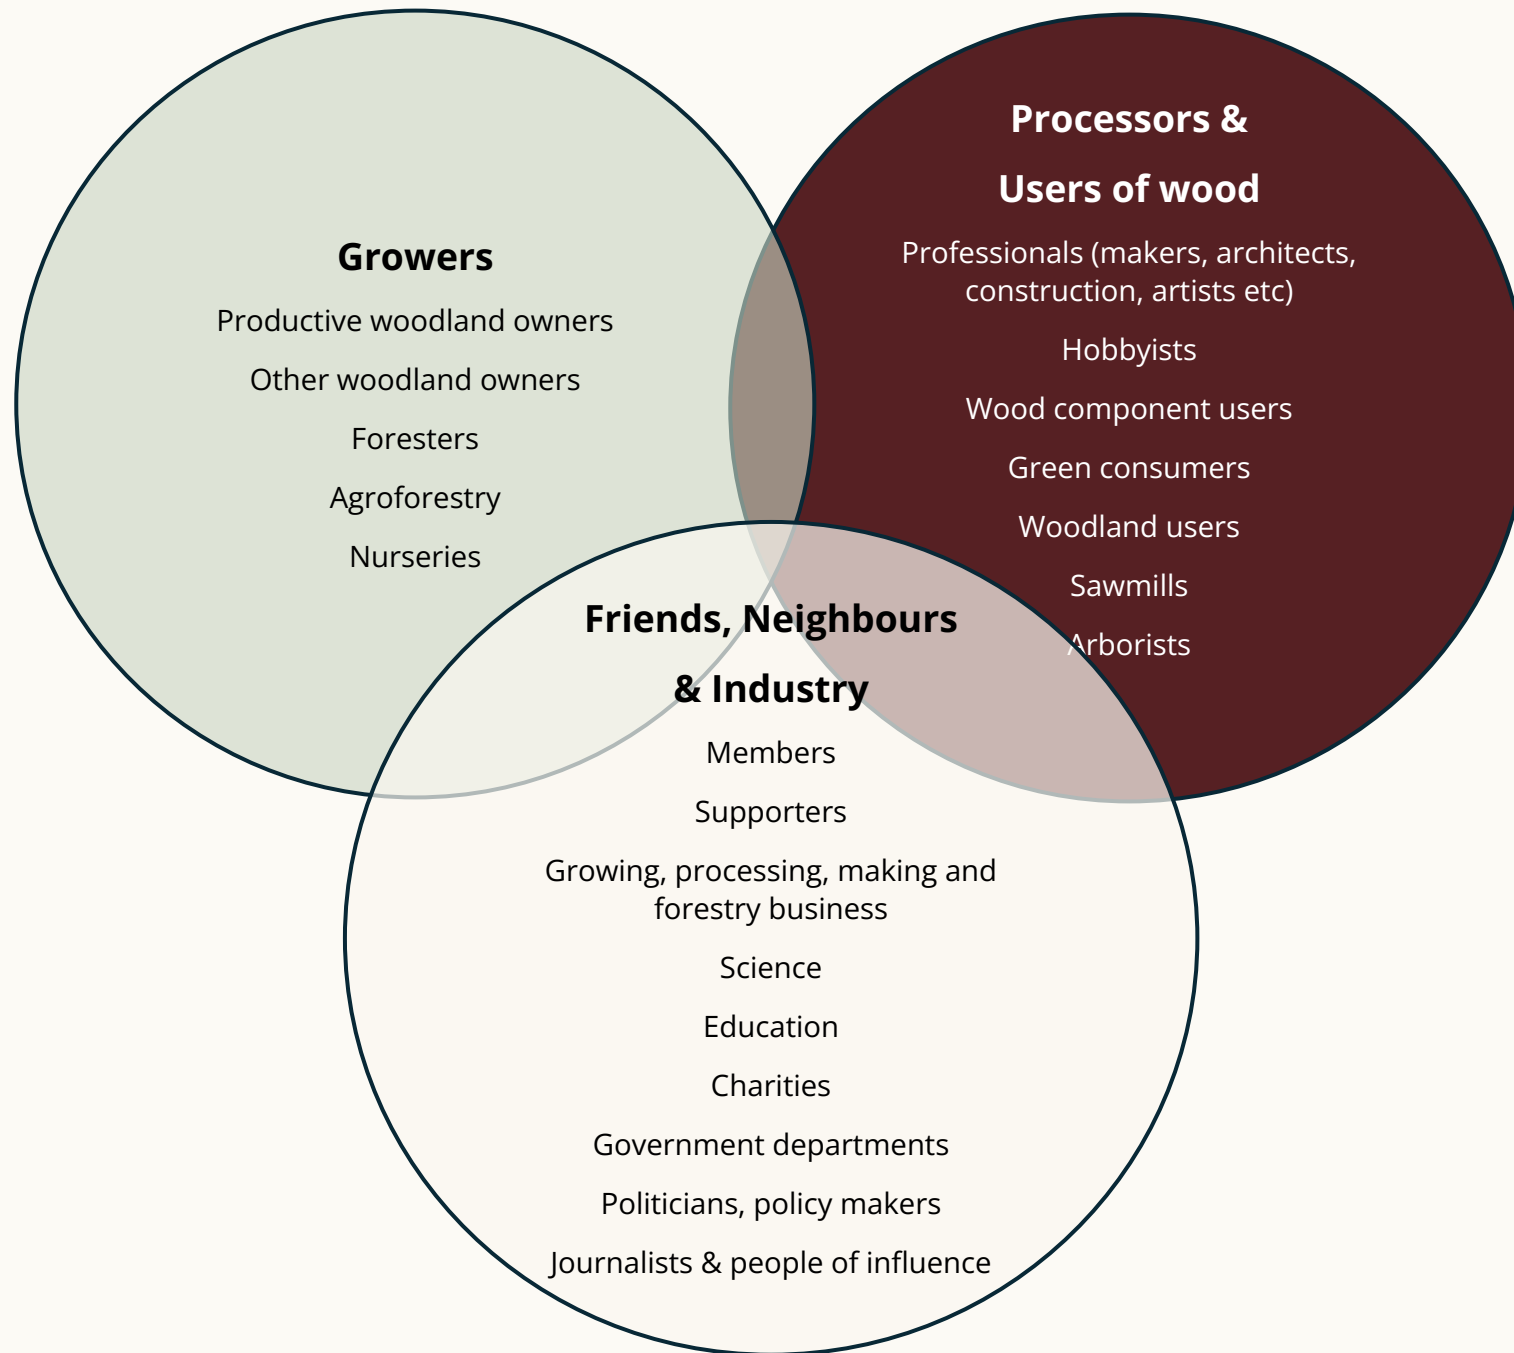 Growers
Productive woodland owners
Other woodland owners
Foresters
Agroforestry
Nurseries
Processors &
Users of wood
Professionals (makers, architects,
construction, artists etc)
Hobbyists
Wood component users
Green consumers
Woodland users
Sawmills
Arborists
Friends, Neighbours
& Industry
Members
Supporters
Growing, processing, making and
forestry business
Science
Education
Charities
Government departments
Politicians, policy makers
Journalists & people of influence